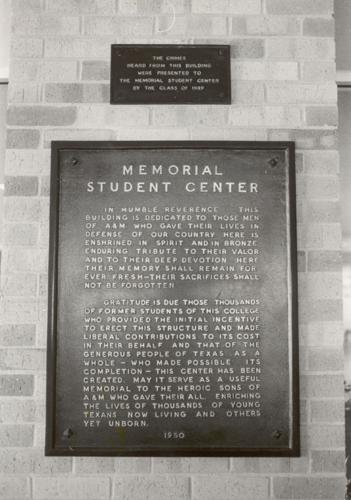 THE CHIMES
HEARD FROM THIS BUILDING
WERE PRESENTED TO
THE MEMORIAL STUDENT CENTER
BY THE CLASS OF 1937
MEMORIAL
STUDENT CENTER
IN HUMBLE REVERENCE THIS
BUILDING IS DEDICATED TO THOSE MEN
OF A&M WHO GAVE THEIR LIVES IN
DEFENSE OF OUR COUNTRY HERE IS
ENSHRINED IN SPIRIT AND IN BRONZE
ENDURING TRIBUTE TO THEIR VALOR
AND TO THEIR DEEP DEVOTION HERE
THEIR MEMORY SHALL REMAIN FOR
EVER FRESH—THEIR SACRIFICES SHALL
NOT BE FORGOTTEN
GRATITUDE IS DUE THOSE THOUSANDS
OF FORMER STUDENTS OF THIS COLLEGE
WHO PROVIDED THE INITIAL INCENTIVE
TO ERECT THIS STRUCTURE AND MADE
LIBERAL CONTRIBUTIONS TO ITS COST
IN THEIR BEHALF AND THAT OF THE
GENEROUS PEOPLE OF TEXAS AS A
WHOLE — WHO MADE POSSIBLE ITS
COMPLETION — THIS CENTER HAS BEEN
CREATED. MAY IT SERVE AS A USEFUL
MEMORIAL TO THE HEROIC SONS OF
A&M WHO GAVE THEIR ALL, ENRICHING
THE LIVES OF THOUSANDS OF YOUNG
TEXANS NOW LIVING AND OTHERS
YET UNBORN.
1950